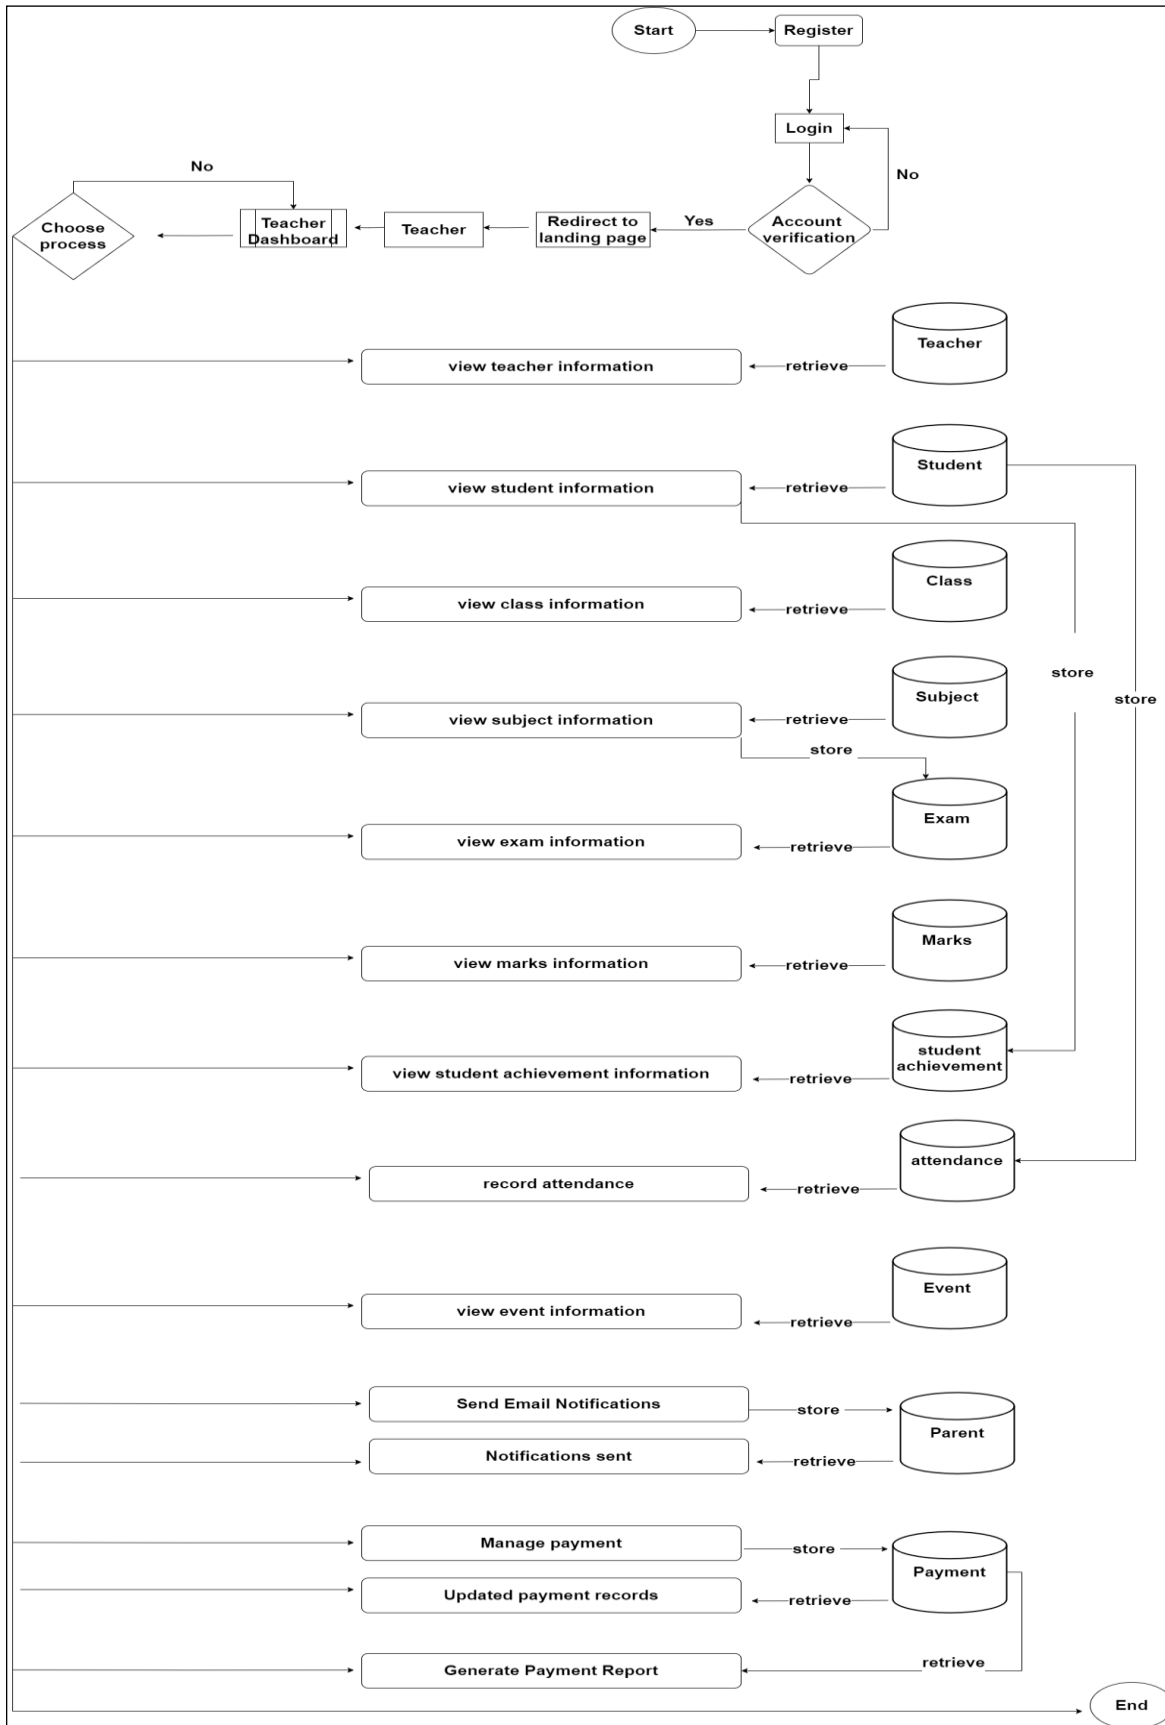 Start
Register
Login
No
No
Choose
process
Teacher
Dashboard
Teacher
Redirect to
landing page
Yes
Account
verification
Teacher
view teacher information
retrieve
Student
view student information
retrieve
Class
view class information
retrieve
store
Subject
store
view subject information
retrieve
store
Exam
view exam information
retrieve
Marks
view marks information
retrieve
student
achievement
view student achievement information
retrieve
attendance
record attendance
retrieve
Event
view event information
retrieve
Send Email Notifications
store
Parent
Notifications sent
retrieve
Manage payment
store
Payment
Updated payment records
retrieve
Generate Payment Report
retrieve
End